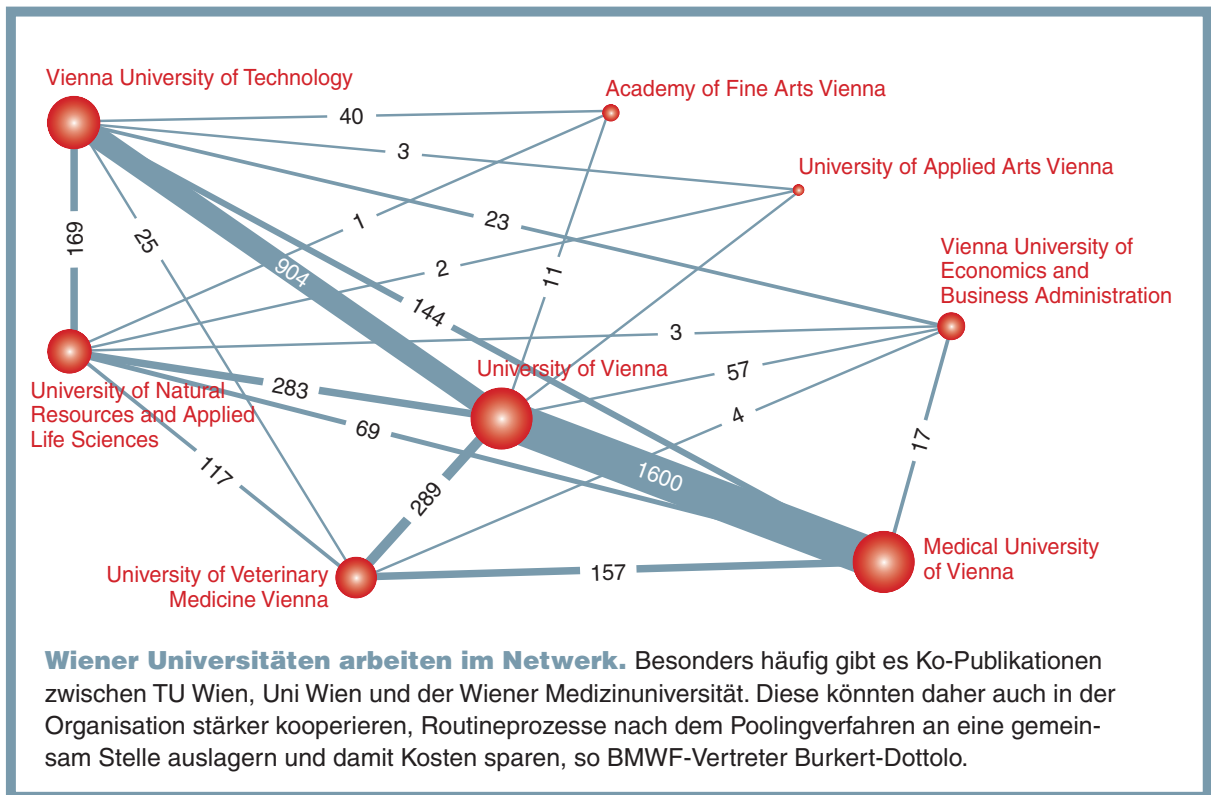 Vienna University of Technology
Academy of Fine Arts Vienna
40
3
University of Applied Arts Vienna
1
23
169
25
Vienna University of
Economics and
Business Administration
904
2
11
144
3
University of Vienna
57
University of Natural
Resources and Applied
Life Sciences
283
69
4
17
117
289
1600
Medical University
of Vienna
University of Veterinary
Medicine Vienna
157
Wiener Universitäten arbeiten im Netwerk. Besonders häufig gibt es Ko-Publikationen
zwischen TU Wien, Uni Wien und der Wiener Medizinuniversität. Diese könnten daher auch in der
Organisation stärker kooperieren, Routineprozesse nach dem Poolingverfahren an eine gemein-
sam Stelle auslagern und damit Kosten sparen, so BMWF-Vertreter Burkert-Dottolo.